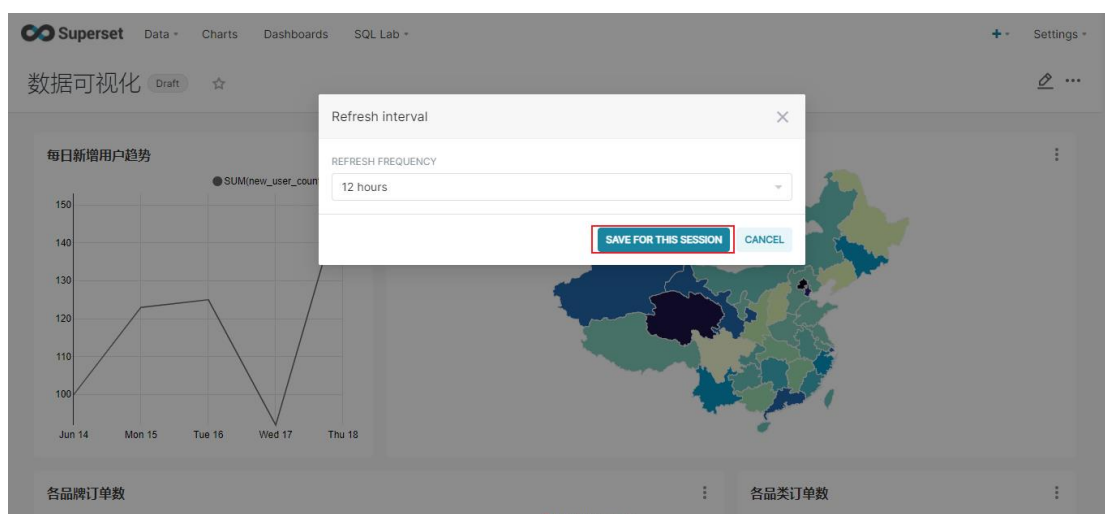 Superset Data Charts Dashboards SQL Lab + Settings
数据可视化 Draft
Refresh interval
REFRESH FREQUENCY
12 hours
SAVE FOR THIS SESSION CANCEL
每日新增用户趋势
SUM(new_user_coun
150
140
130
120
110
100
Jun 14 Mon 15 Tue 16 Wed 17 Thu 18
各品牌订单数
各品类订单数